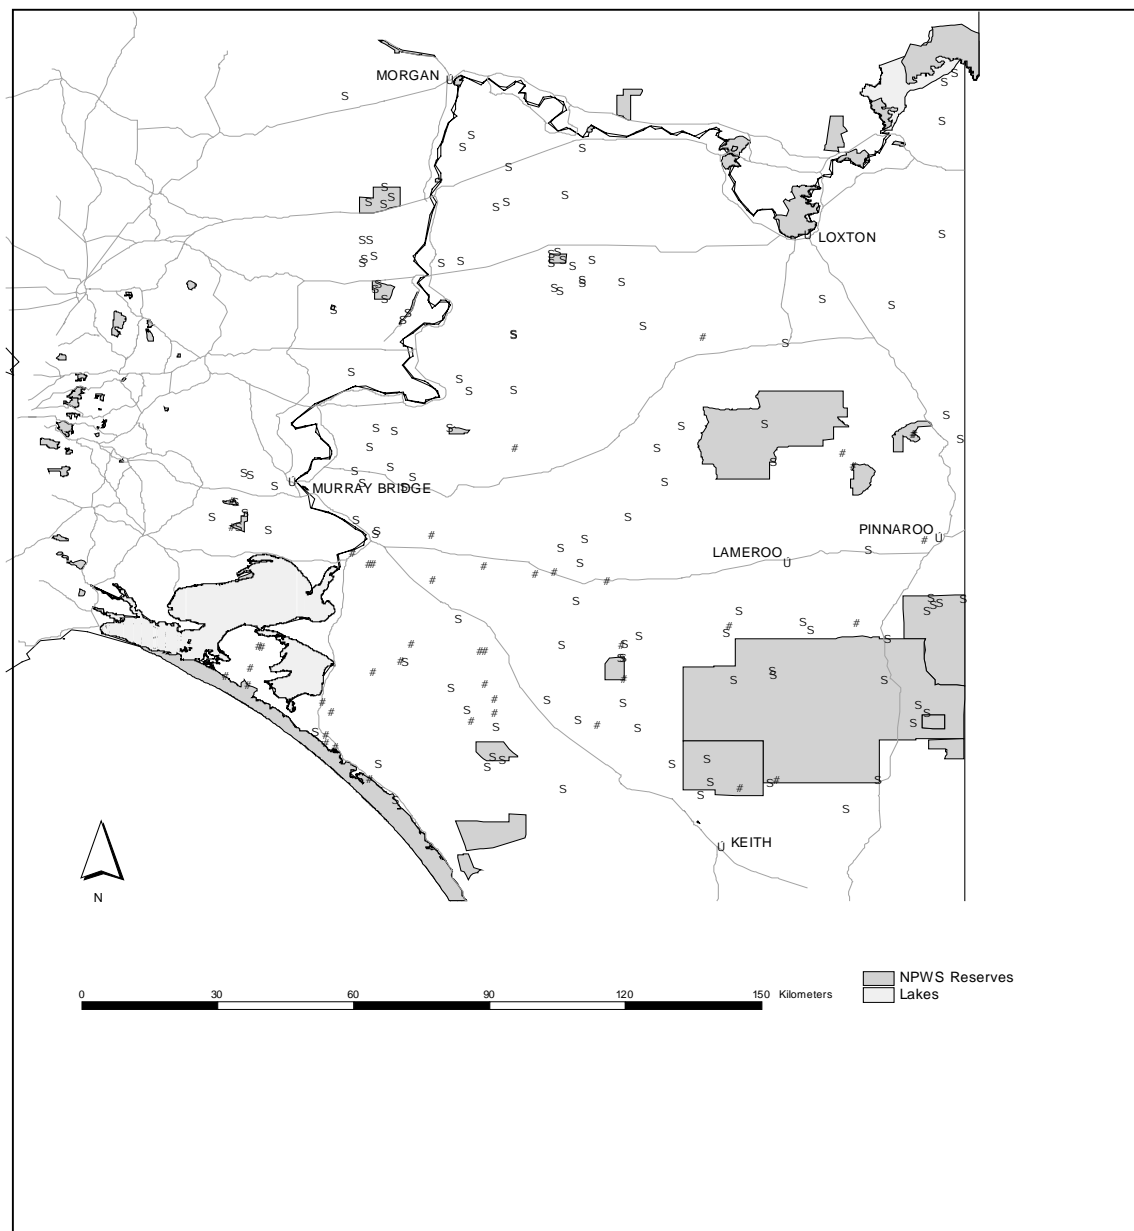 MORGAN
LOXTON
MURRAY BRIDGE
PINNAROO
LAMEROO
KEITH
N
NPWS Reserves
Lakes
0 30 60 90 120 150 Kilometers